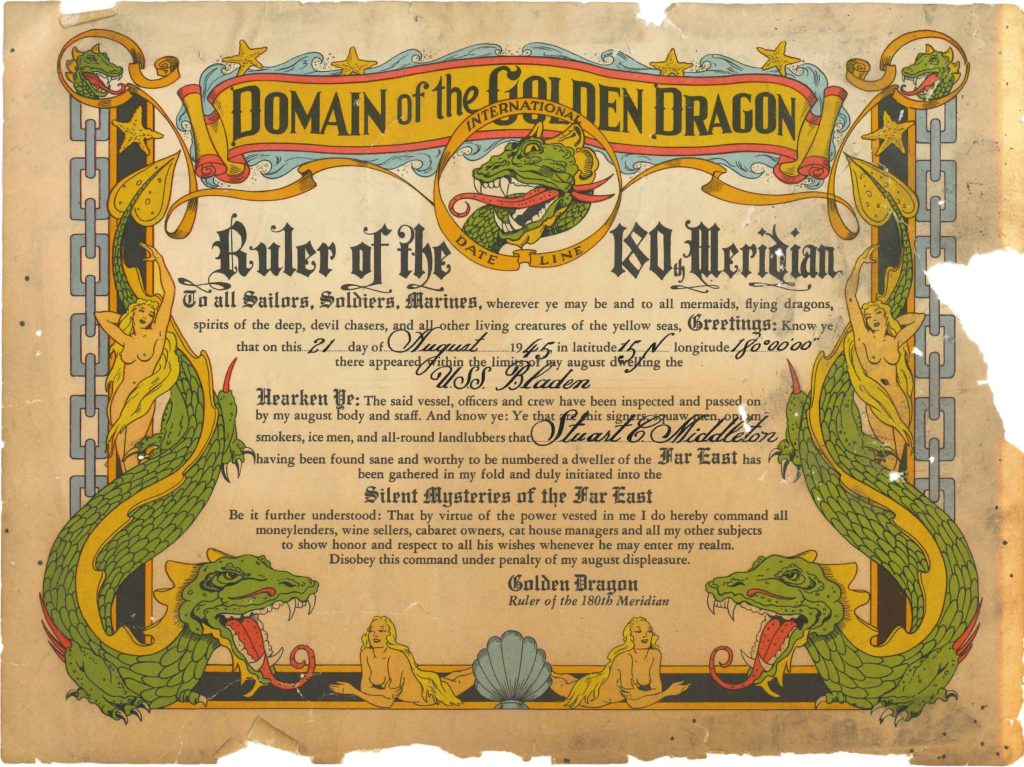 DOMAIN of the GOLDEN DRAGON
INTERNATIONAL
DATE LINE
Ruler of the 180th Meridian
To all Sailors, Soldiers, Marines, wherever ye may be and to all mermaids, flying dragons,
spirits of the deep, devil chasers, and all other living creatures of the yellow seas, Greetings: Know ye
that on this 21 day of August 1945 in latitude 15 N longitude 180°00'00"
there appeared within the limits of my august dwelling the
USS Bladen
Hearken Ye: The said vessel, officers and crew have been inspected and passed on
by my august body and staff. And know ye: Ye that are chit signers, squaw men, opium
smokers, ice men, and all-round landlubbers that Stuart C Middleton
having been found sane and worthy to be numbered a dweller of the Far East has
been gathered in my fold and duly initiated into the
Silent Mysteries of the Far East
Be it further understood: That by virtue of the power vested in me I do hereby command all
moneylenders, wine sellers, cabaret owners, cat house managers and all my other subjects
to show honor and respect to all his wishes whenever he may enter my realm.
Disobey this command under penalty of my august displeasure.
Golden Dragon
Ruler of the 180th Meridian